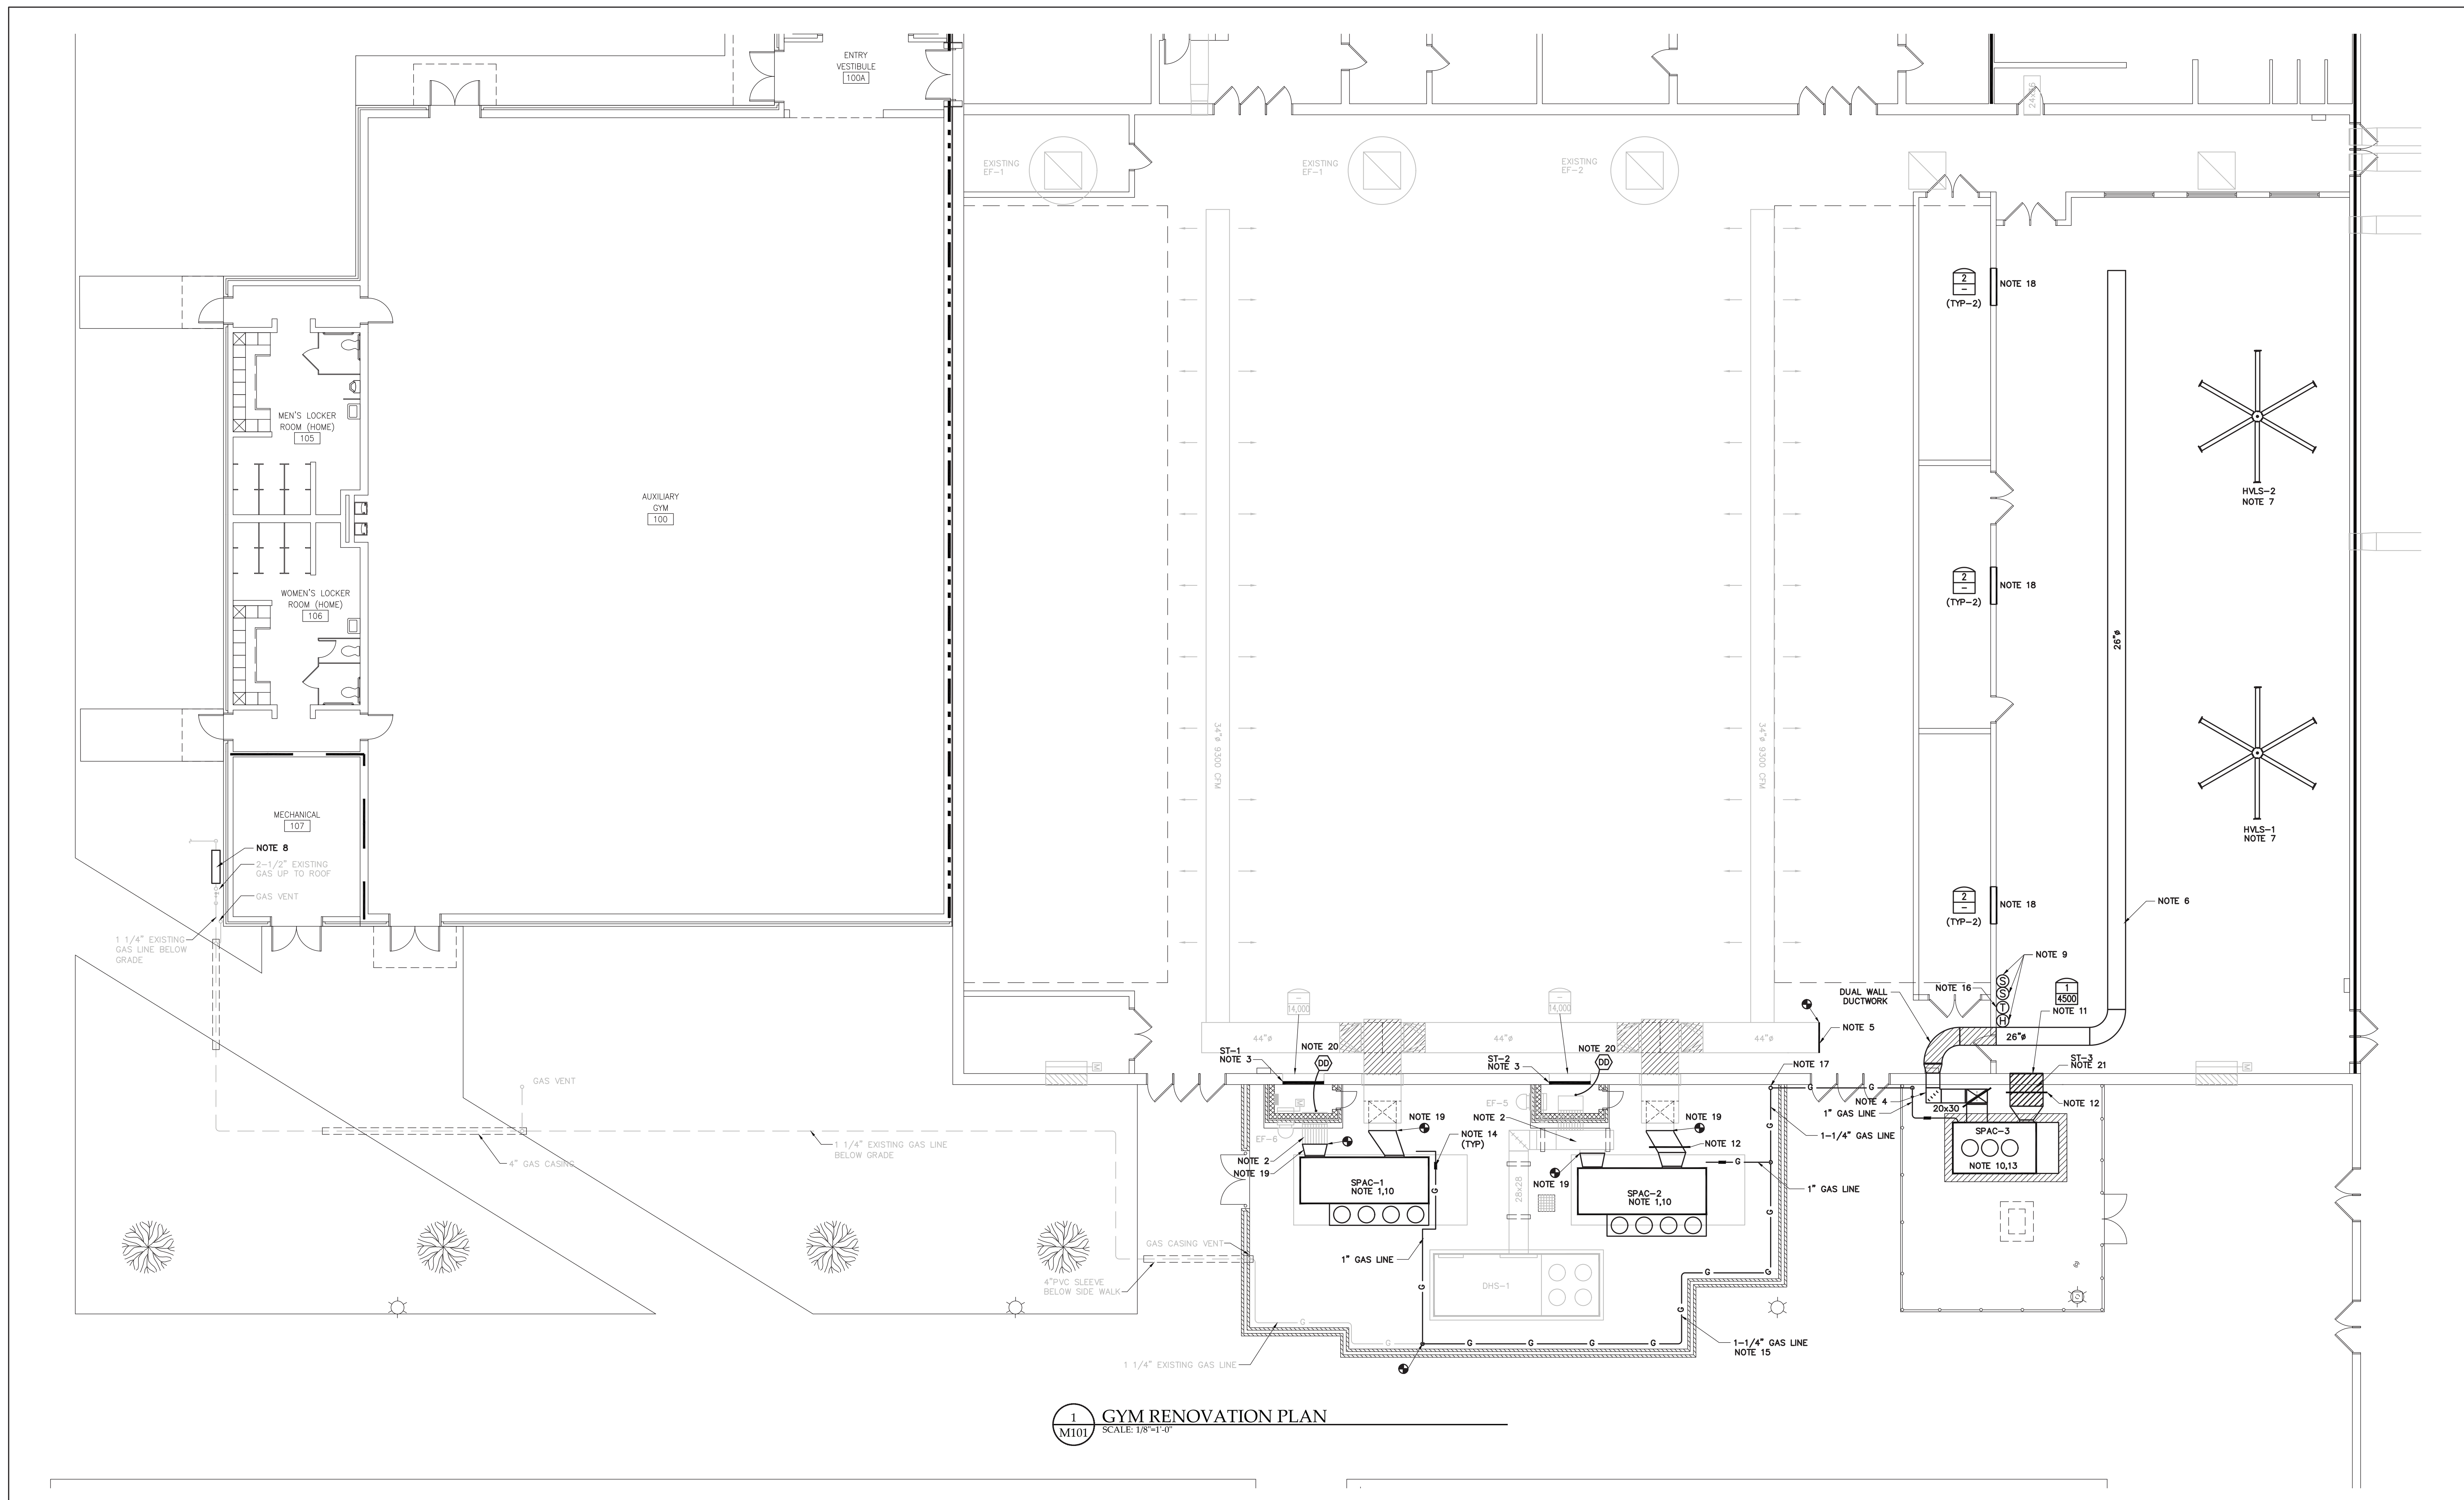 ENTRY
VESTIBULE
100A
24x26
EXISTING
EF-1
EXISTING
EF-1
EXISTING
EF-2
2
-
(TYP-2)
NOTE 18
MEN'S LOCKER
ROOM (HOME)
105
AUXILIARY
GYM
100
HVLS-2
NOTE 7
2
-
(TYP-2)
NOTE 18
WOMEN'S LOCKER
ROOM (HOME)
106
26"ø
34"ø 9300 CFM
34"ø 9300 CFM
MECHANICAL
107
HVLS-1
NOTE 7
NOTE 8
2-1/2" EXISTING
GAS UP TO ROOF
GAS VENT
2
-
(TYP-2)
NOTE 18
NOTE 6
1 1/4" EXISTING
GAS LINE BELOW
GRADE
NOTE 9
S
S
T
H
NOTE 16
1
4500
NOTE 11
DUAL WALL
DUCTWORK
-
14,000
-
14,000
NOTE 5
44"ø
44"ø
44"ø
26"ø
ST-1
NOTE 3
NOTE 20
DD
ST-2
NOTE 3
NOTE 20
DD
NOTE 17
ST-3
NOTE 21
M
M
M
GAS VENT
G
G
NOTE 4
1" GAS LINE
20x30
NOTE 12
EF-5
EF-6
NOTE 2
NOTE 19
NOTE 19
NOTE 14
(TYP)
NOTE 12
1-1/4" GAS LINE
G
SPAC-3
NOTE 10,13
1 1/4" EXISTING GAS LINE
BELOW GRADE
4" GAS CASING
NOTE 2
NOTE 19
G
NOTE 19
SPAC-1
NOTE 1,10
G
28x28
SPAC-2
NOTE 1,10
1" GAS LINE
G
GAS CASING VENT
1" GAS LINE
4"PVC SLEEVE
BELOW SIDE WALK
DHS-1
G
G
G
G
S
G
G
G
G
G
G
G
1-1/4" GAS LINE
NOTE 15
1 1/4" EXISTING GAS LINE
1
M101
GYM RENOVATION PLAN
SCALE: 1/8"=1'-0"